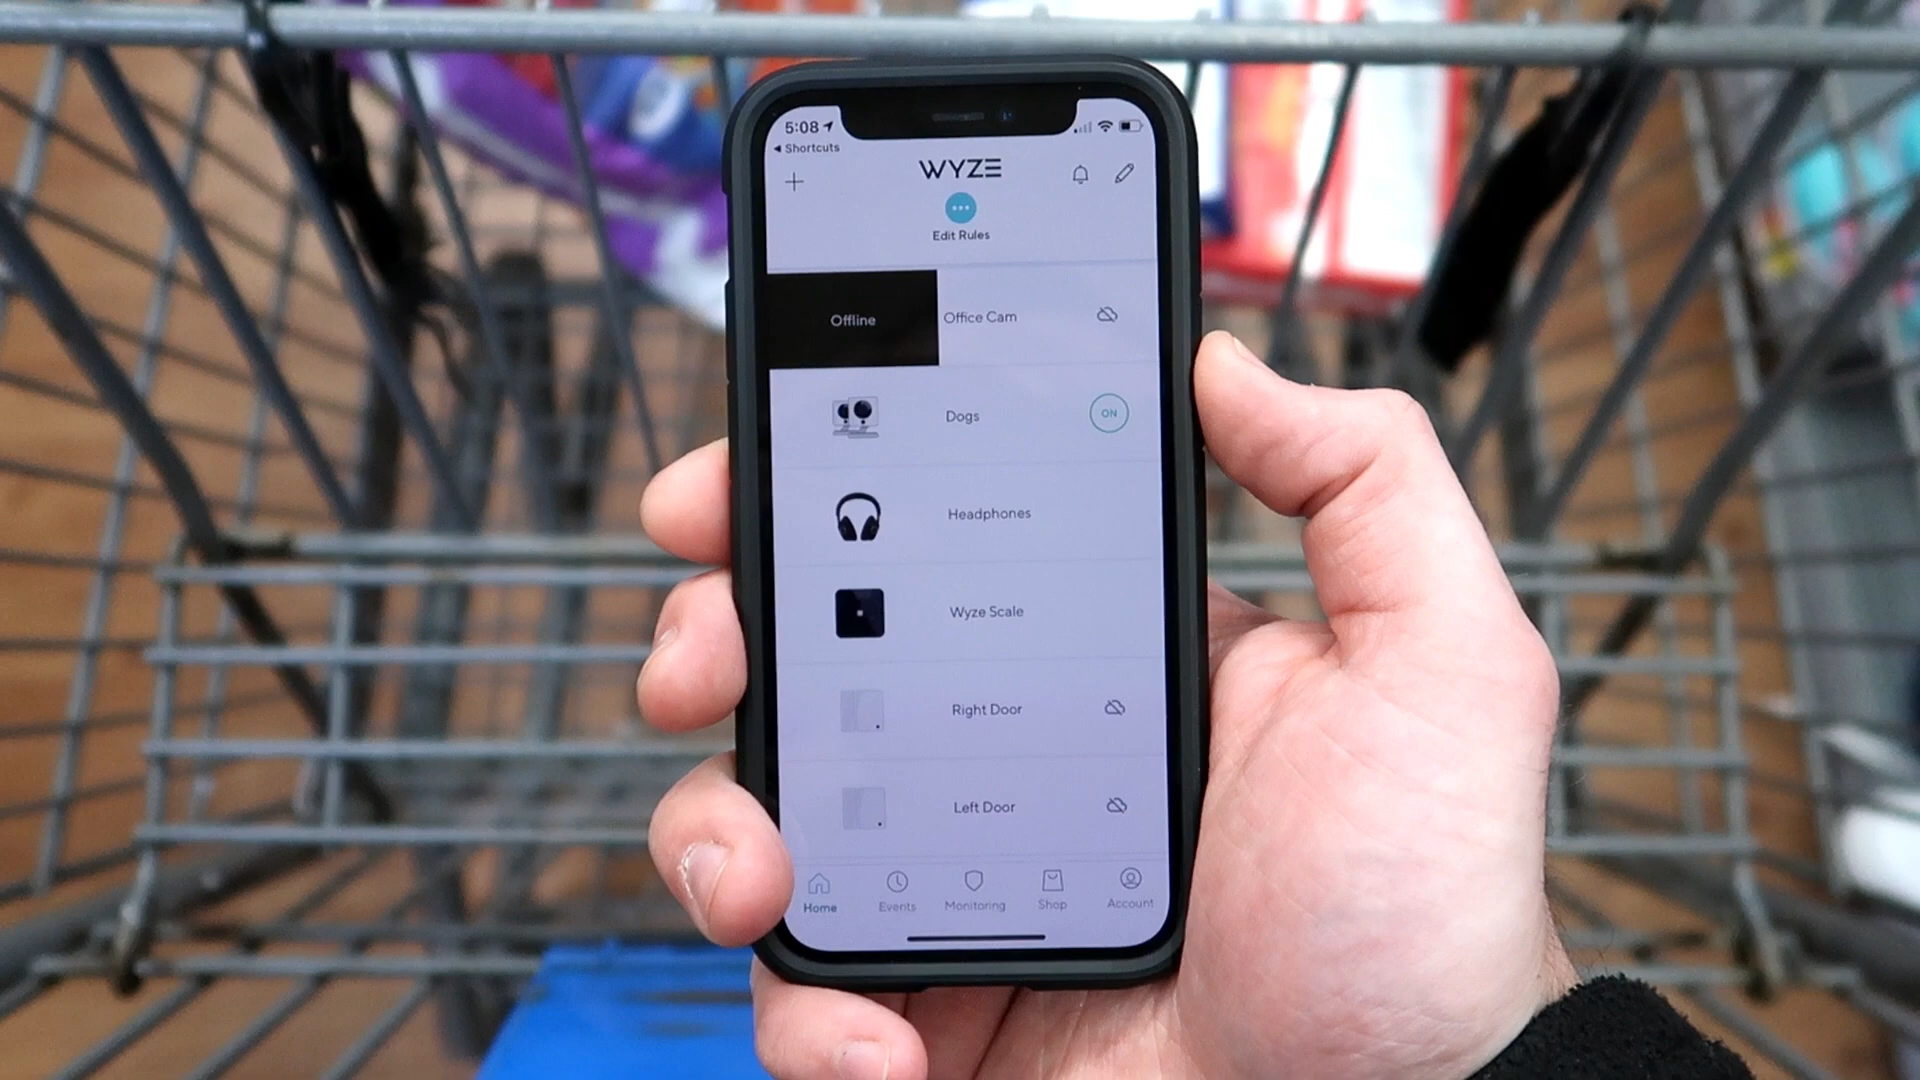 5:08
Shortcuts
WYZE
Edit Rules
Offline
Office Cam
Dogs
ON
Headphones
Wyze Scale
Right Door
Left Door
Home
Events
Monitoring
Shop
Account